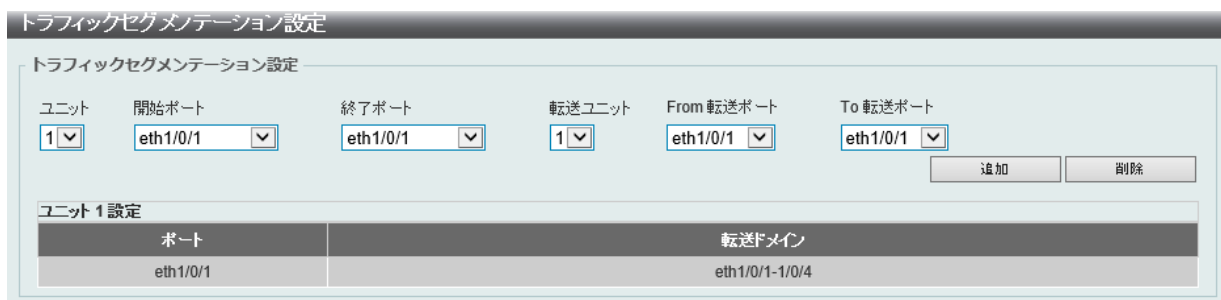 トラフィックセグメンテーション設定
トラフィックセグメンテーション設定
ユニット 開始ポート 終了ポート 転送ユニット From 転送ポート To 転送ポート
1 eth1/0/1 eth1/0/1 1 eth1/0/1 eth1/0/1
追加 削除
ユニット 1 設定
ポート 転送ドメイン
eth1/0/1 eth1/0/1-1/0/4